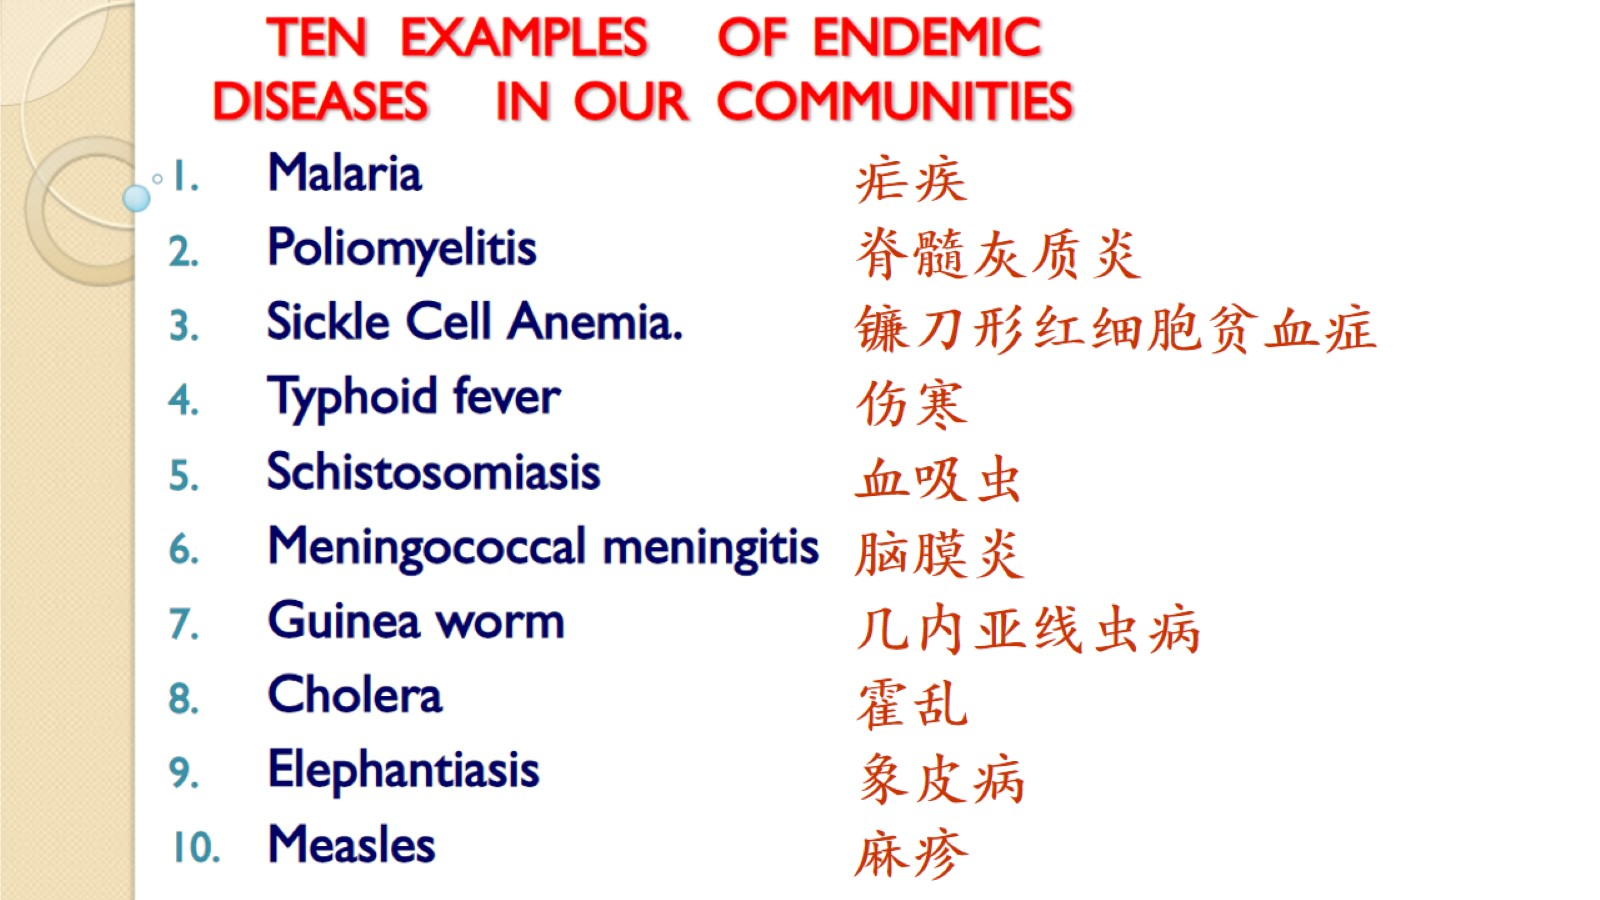 TEN EXAMPLES OF ENDEMIC
DISEASES IN OUR COMMUNITIES
1. Malaria 疟疾
2. Poliomyelitis 脊髓灰质炎
3. Sickle Cell Anemia. 镰刀形红细胞贫血症
4. Typhoid fever 伤寒
5. Schistosomiasis 血吸虫
6. Meningococcal meningitis 脑膜炎
7. Guinea worm 几内亚线虫病
8. Cholera 霍乱
9. Elephantiasis 象皮病
10. Measles 麻疹